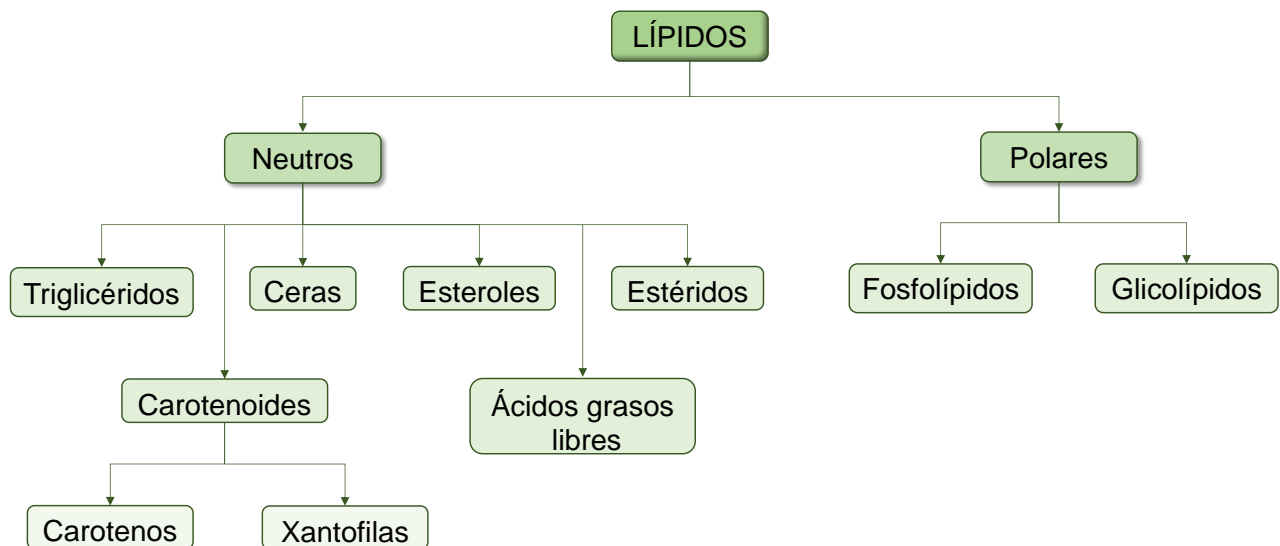 LÍPIDOS
Neutros
Polares
Triglicéridos
Ceras
Esteroles
Estéridos
Fosfolípidos
Glicolípidos
Carotenoides
Ácidos grasos
libres
Carotenos
Xantofilas